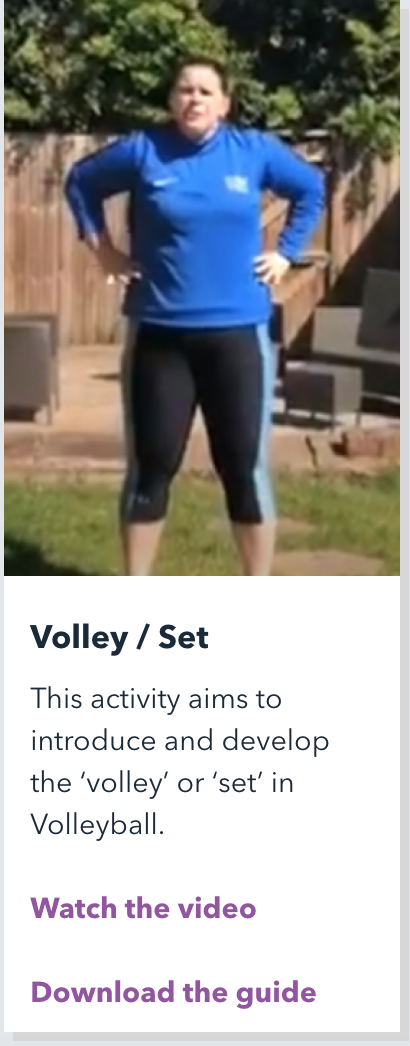 Volley / Set
This activity aims to
introduce and develop
the ‘volley’ or ‘set’ in
Volleyball.
Watch the video
Download the guide